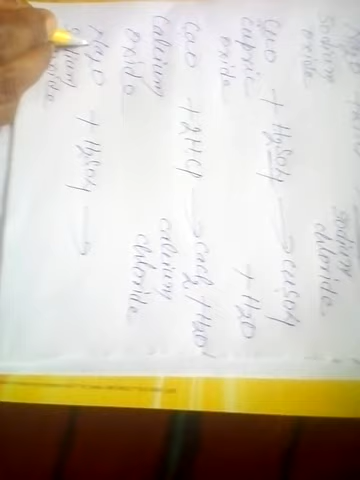 Sodium sodium
oxide chloride
CuO + H2SO4 → CuSO4
Cupric + H2O
oxide
CaO + 2HCl → CaCl2 + H2O
Calcium calcium
oxide chloride
Na2O + H2SO4 →